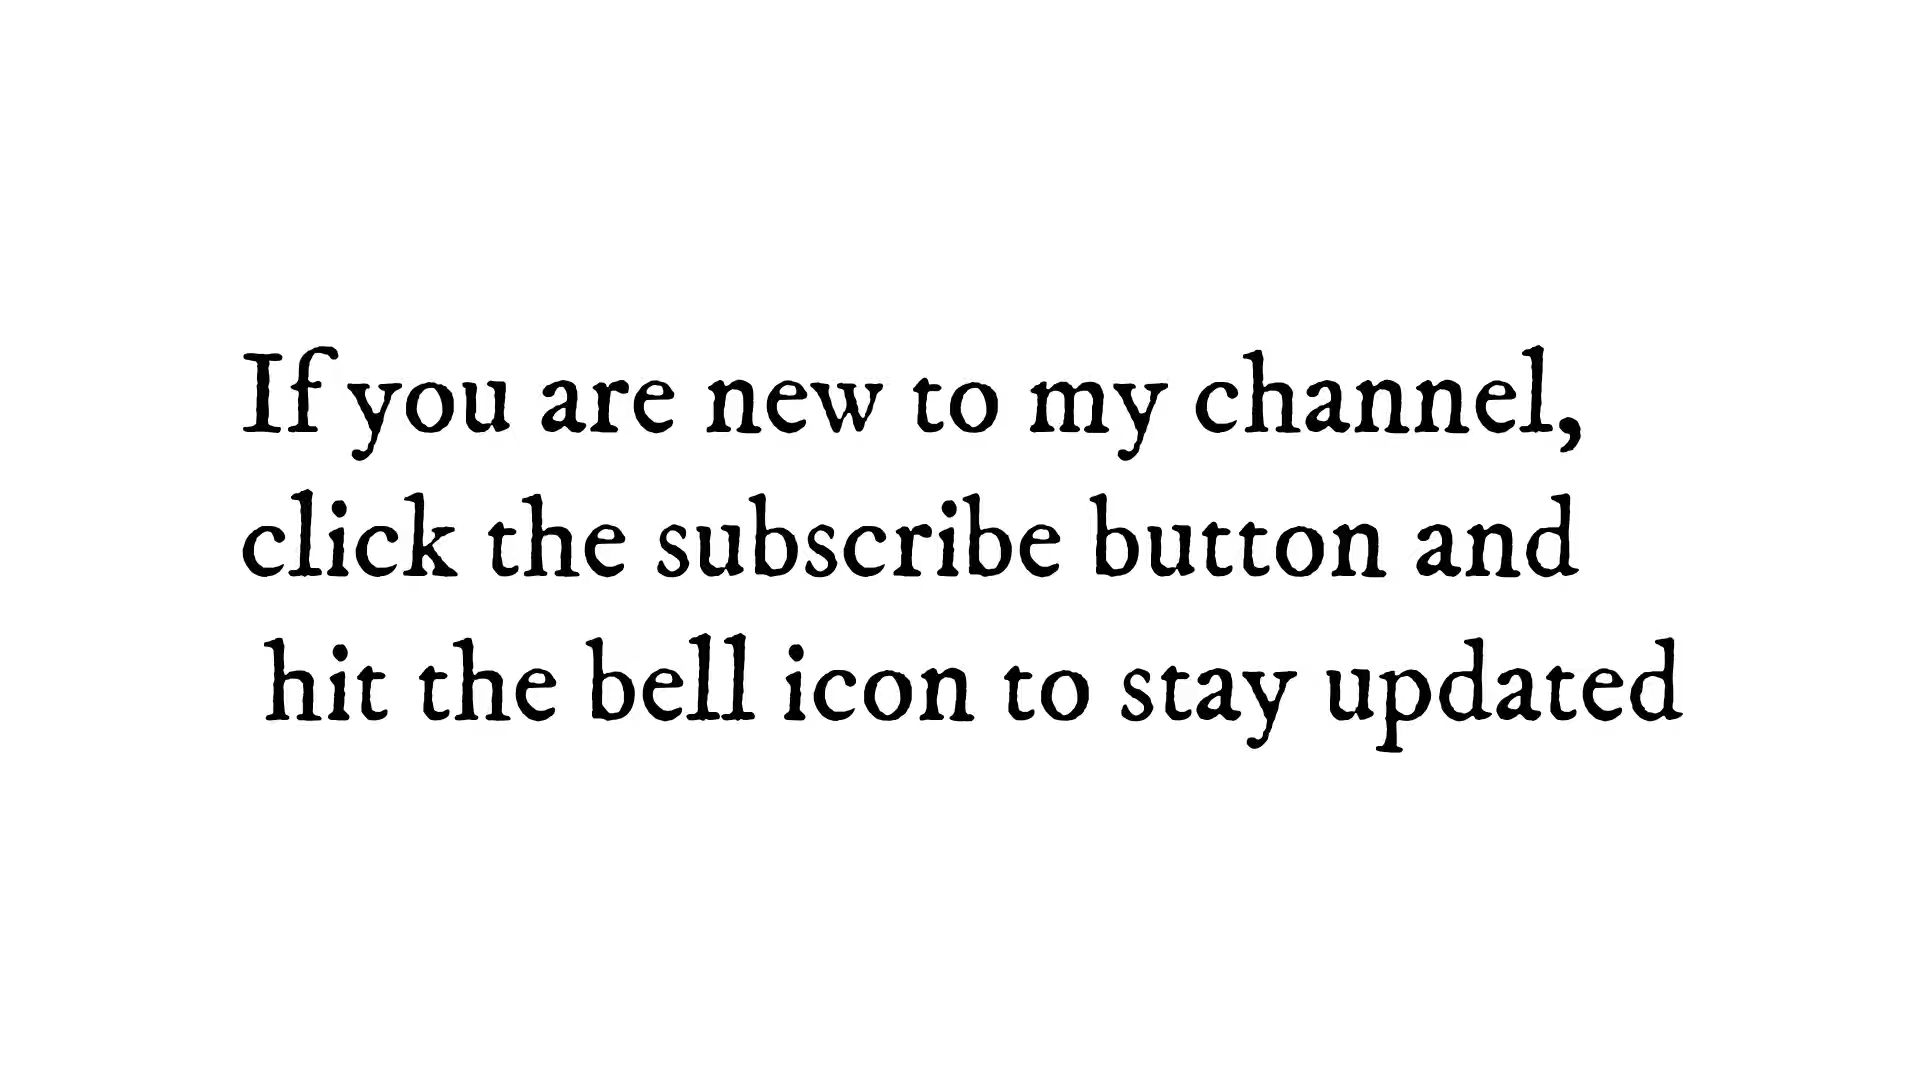 If you are new to my channel,
click the subscribe button and
hit the bell icon to stay updated